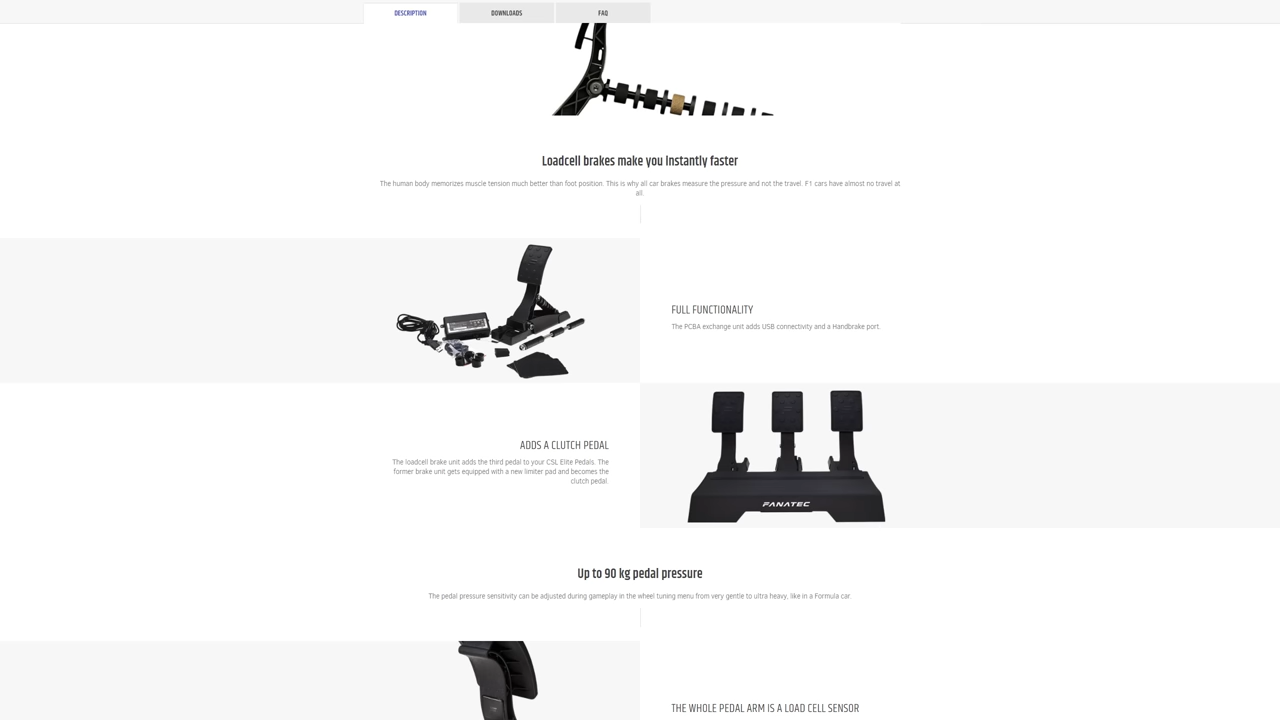 DESCRIPTION
DOWNLOADS
FAQ
Loadcell brakes make you instantly faster
The human body memorizes muscle tension much better than foot position. This is why all car brakes measure the pressure and not the travel. F1 cars have almost no travel at
all.
FULL FUNCTIONALITY
The PCBA exchange unit adds USB connectivity and a Handbrake port.
ADDS A CLUTCH PEDAL
The loadcell brake unit adds the third pedal to your CSL Elite Pedals. The
former brake unit gets equipped with a new limiter pad and becomes the
clutch pedal.
FANATEC
Up to 90 kg pedal pressure
The pedal pressure sensitivity can be adjusted during gameplay in the wheel tuning menu from very gentle to ultra heavy, like in a Formula car.
THE WHOLE PEDAL ARM IS A LOAD CELL SENSOR